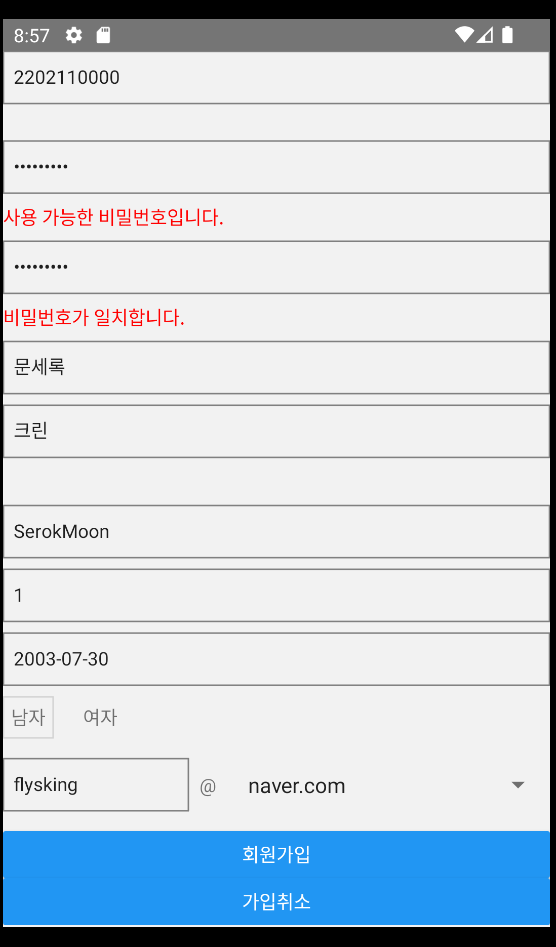 8:57
2202110000
•••••••••
사용 가능한 비밀번호입니다.
•••••••••
비밀번호가 일치합니다.
문세록
크린
SerokMoon
1
2003-07-30
남자 여자
flysking @ naver.com
회원가입
가입취소